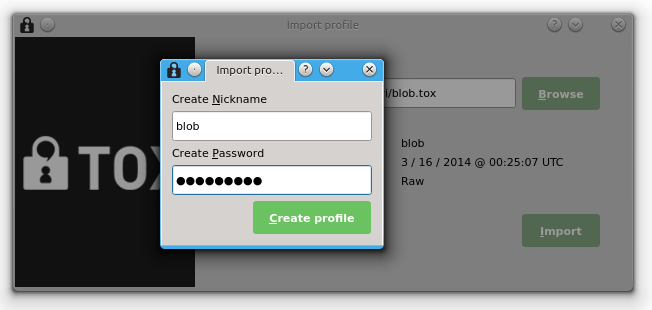 Import profile
Import pro...
Create Nickname
blob
Create Password
●●●●●●●●●
Create profile
TOX
i/blob.tox
Browse
blob
3 / 16 / 2014 @ 00:25:07 UTC
Raw
Import